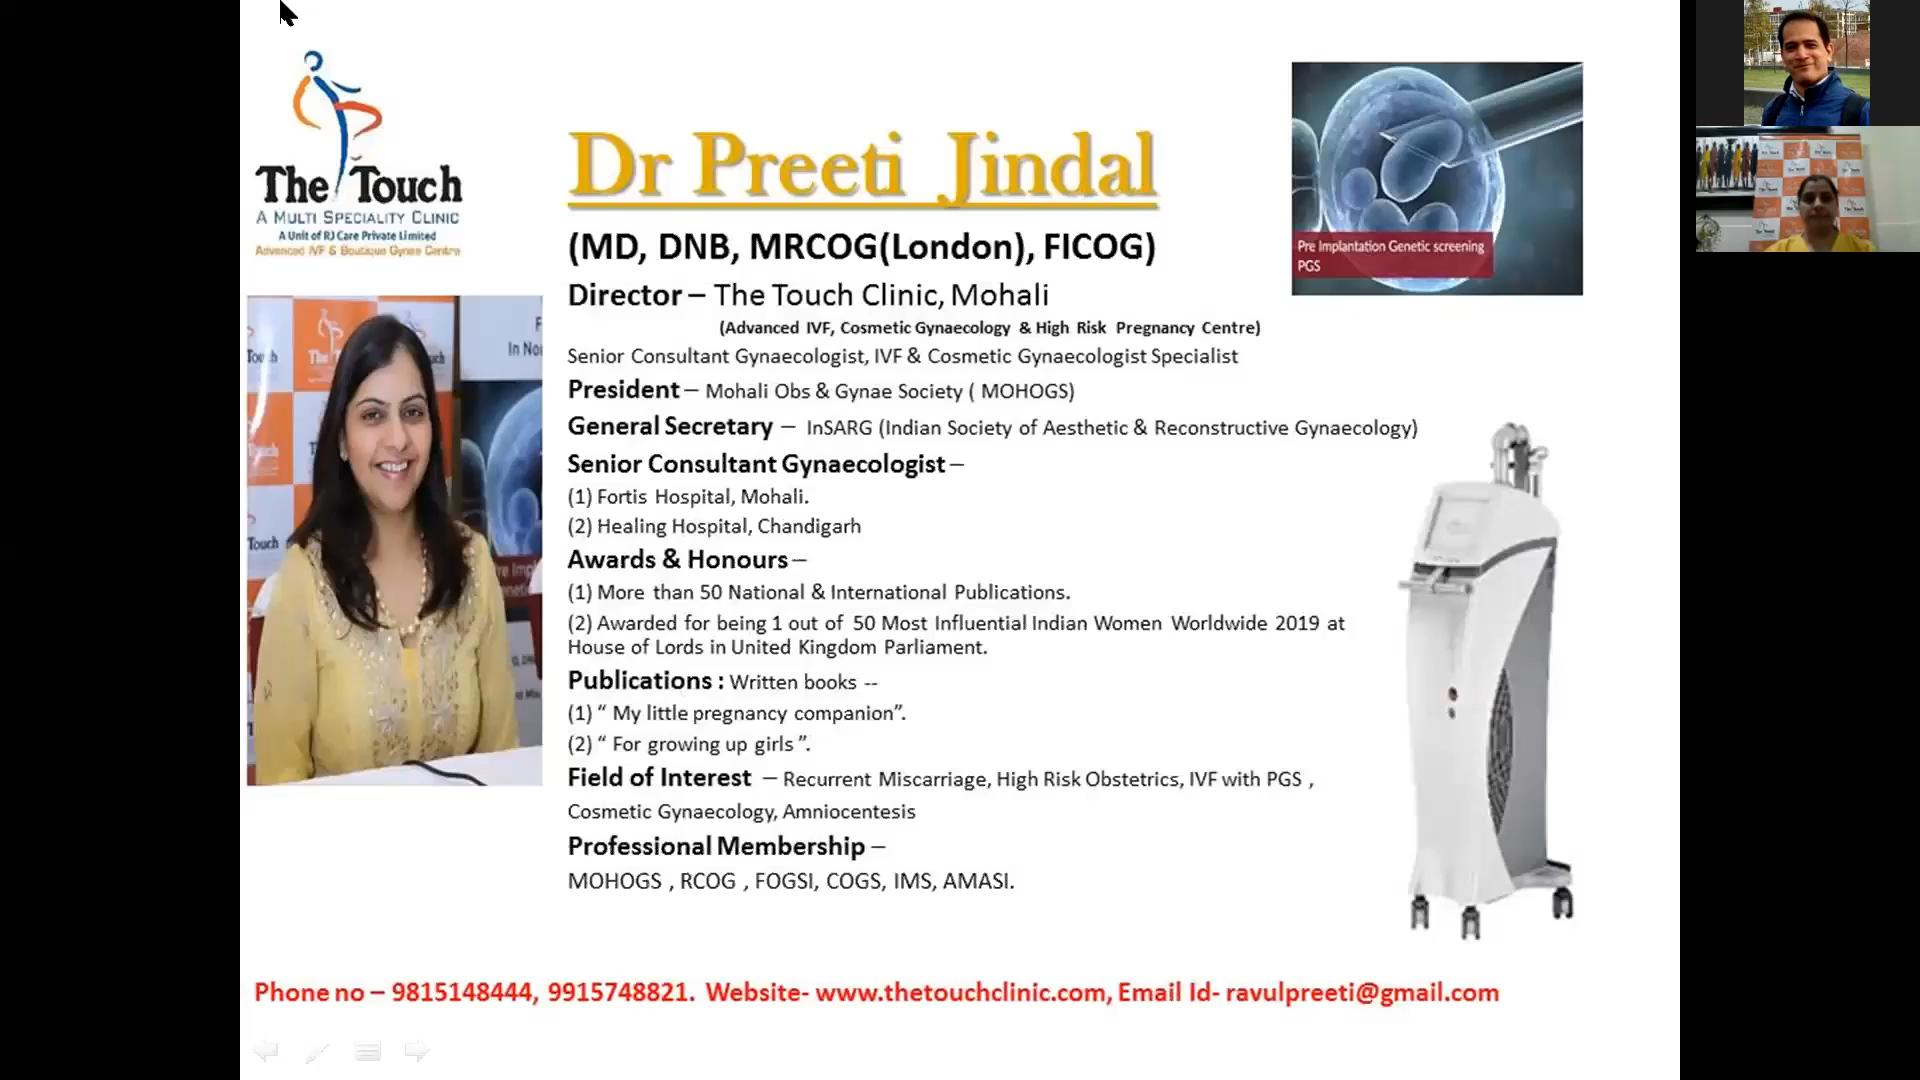 The Touch
A MULTI SPECIALITY CLINIC
A Unit of RJ Care Private Limited
Advanced IVF & Boutique Gynae Centre
Dr Preeti Jindal
(MD, DNB, MRCOG(London), FICOG)
Director – The Touch Clinic, Mohali
(Advanced IVF, Cosmetic Gynaecology & High Risk Pregnancy Centre)
Senior Consultant Gynaecologist, IVF & Cosmetic Gynaecologist Specialist
President – Mohali Obs & Gynae Society ( MOHOGS)
General Secretary – InSARG (Indian Society of Aesthetic & Reconstructive Gynaecology)
Senior Consultant Gynaecologist –
(1) Fortis Hospital, Mohali.
(2) Healing Hospital, Chandigarh
Awards & Honours –
(1) More than 50 National & International Publications.
(2) Awarded for being 1 out of 50 Most Influential Indian Women Worldwide 2019 at
House of Lords in United Kingdom Parliament.
Publications : Written books --
(1) “ My little pregnancy companion”.
(2) “ For growing up girls ”.
Field of Interest – Recurrent Miscarriage, High Risk Obstetrics, IVF with PGS ,
Cosmetic Gynaecology, Amniocentesis
Professional Membership –
MOHOGS , RCOG , FOGSI, COGS, IMS, AMASI.
Pre Implantation Genetic screening
PGS
Phone no – 9815148444, 9915748821. Website- www.thetouchclinic.com, Email Id- ravulpreeti@gmail.com